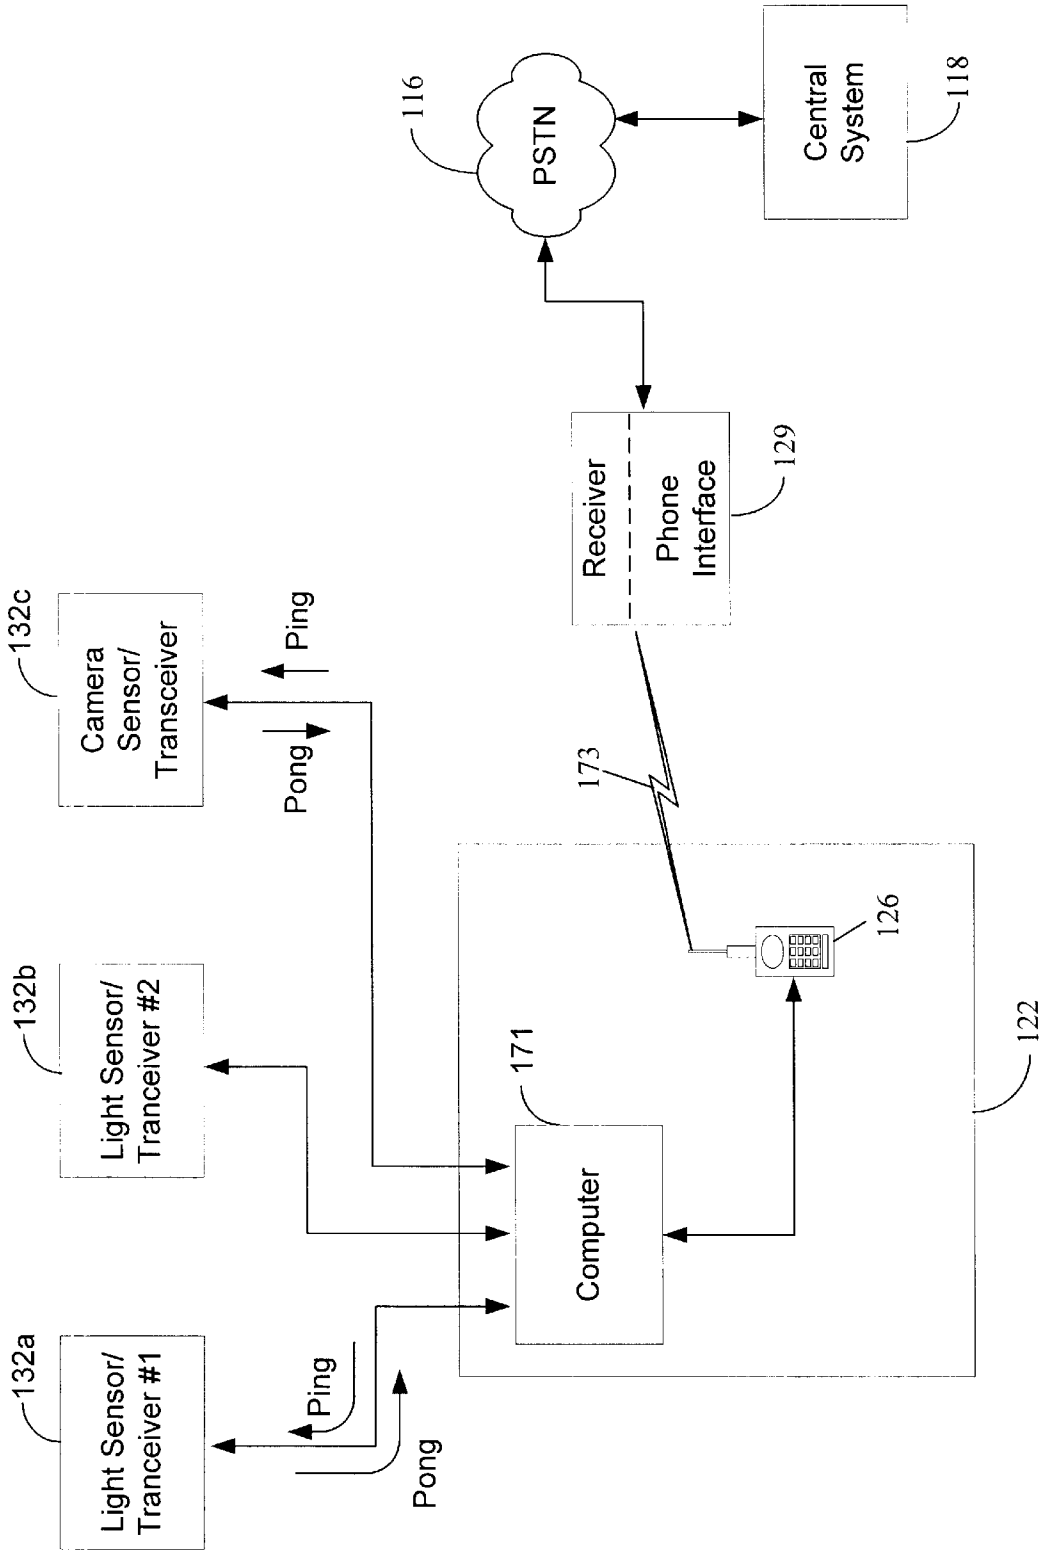 132a
Light Sensor/
Tranceiver #1
132b
Light Sensor/
Tranceiver #2
132c
Camera
Sensor/
Transceiver
Ping
Pong
Pong
Ping
171
Computer
126
122
173
Receiver
Phone
Interface
129
116
PSTN
Central
System
118